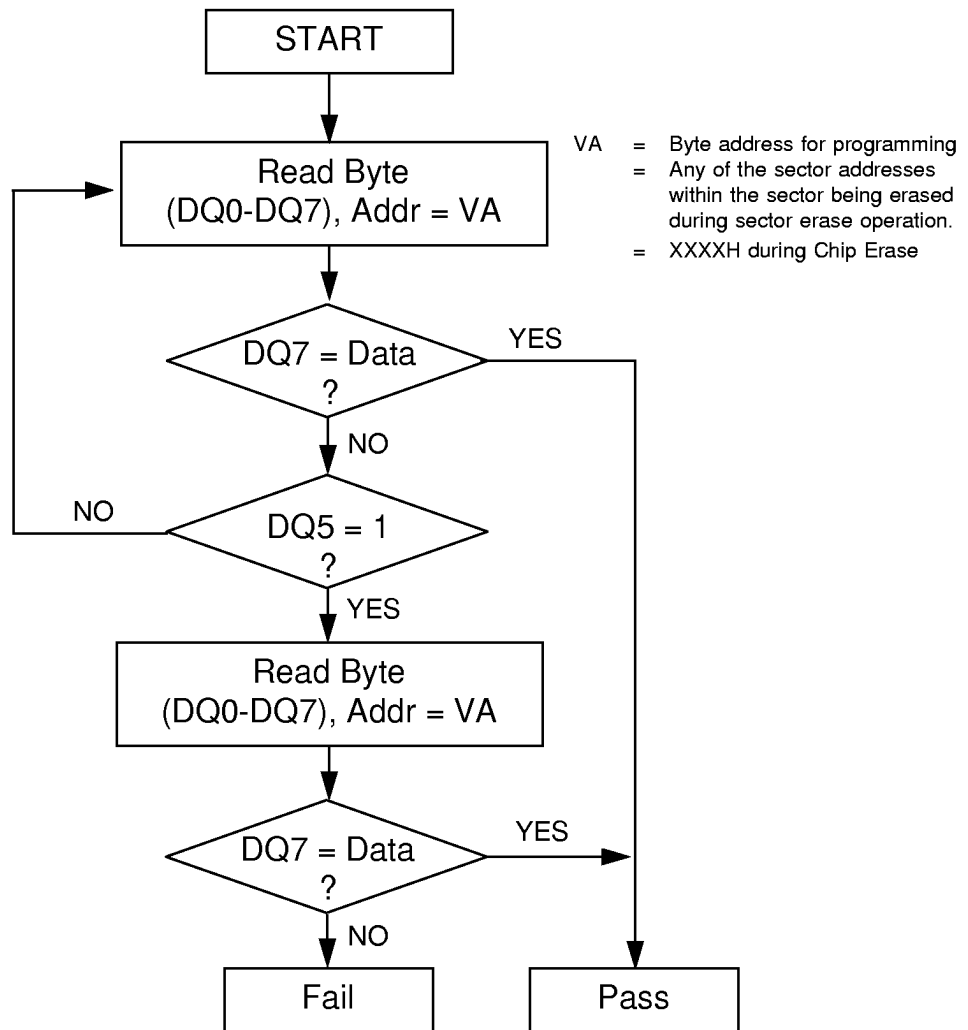 START
Read Byte
(DQ0-DQ7), Addr = VA
VA = Byte address for programming
= Any of the sector addresses
within the sector being erased
during sector erase operation.
= XXXXH during Chip Erase
DQ7 = Data
?
YES
NO
DQ5 = 1
?
NO
YES
Read Byte
(DQ0-DQ7), Addr = VA
DQ7 = Data
?
YES
NO
Fail
Pass